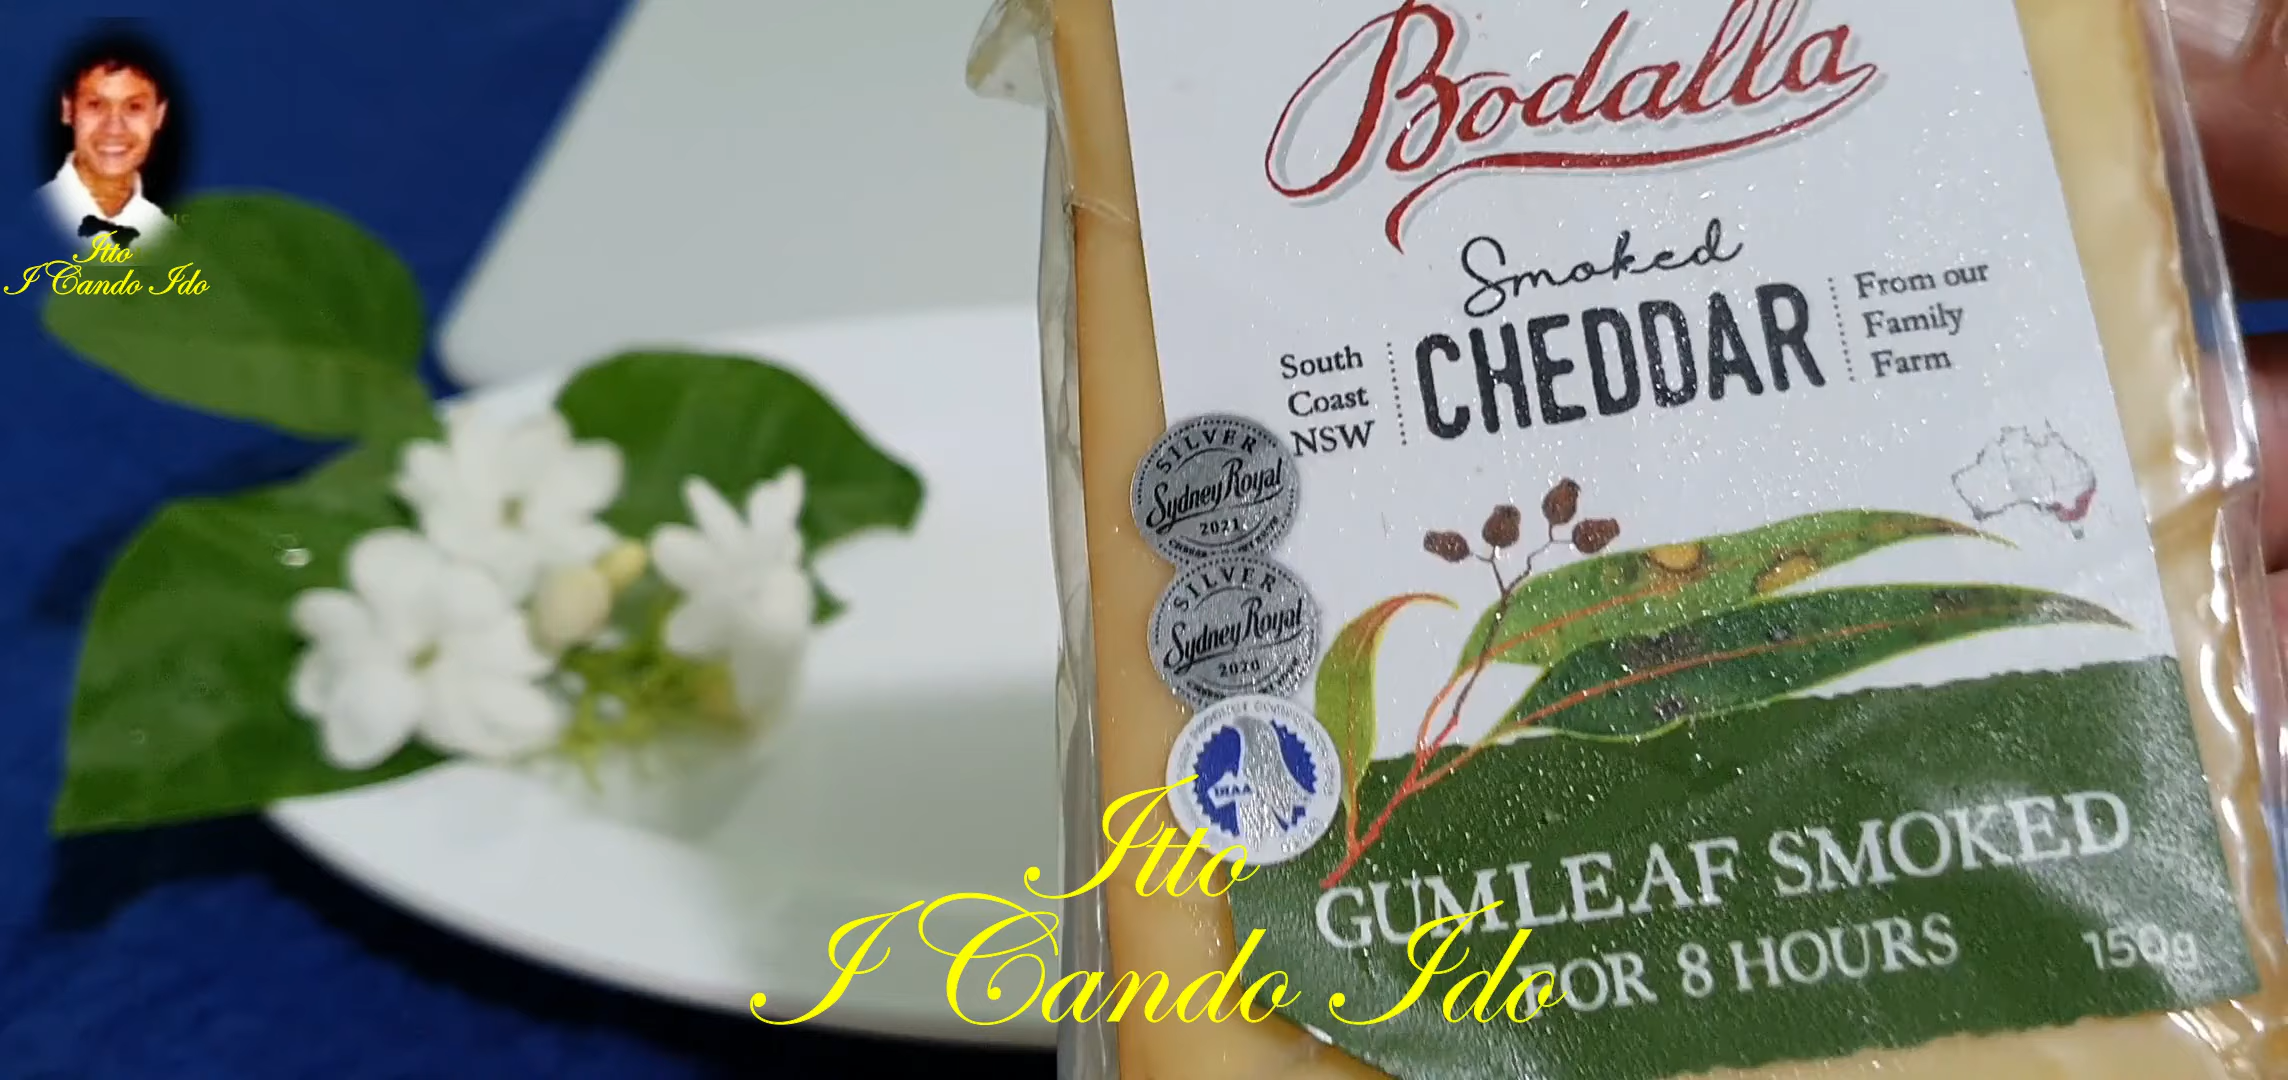 Itto
I Cando Ido
Bodalla
Smoked
CHEDDAR
South
Coast
NSW
From our
Family
Farm
SILVER
Sydney Royal
2021
SILVER
Sydney Royal
2020
DIAA
GUMLEAF SMOKED
FOR 8 HOURS
150g
Itto
I Cando Ido